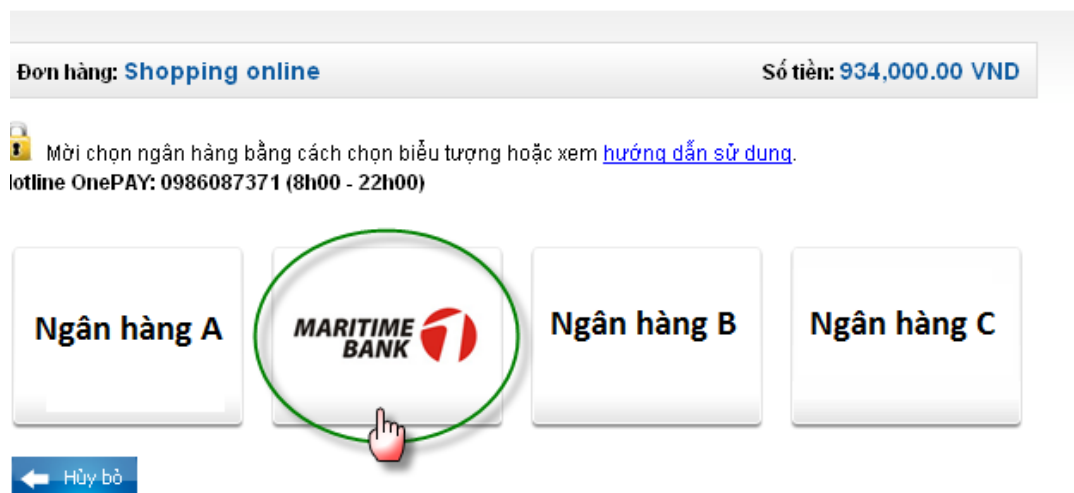 Đơn hàng: Shopping online Số tiền: 934,000.00 VND
Mời chọn ngân hàng bằng cách chọn biểu tượng hoặc xem hướng dẫn sử dụng.
lotline OnePAY: 0986087371 (8h00 - 22h00)
Ngân hàng A
MARITIME
BANK
Ngân hàng B
Ngân hàng C
Hủy bỏ